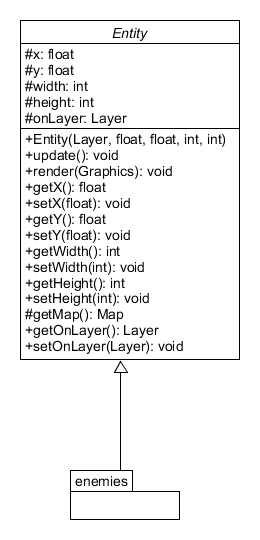 Entity
#x: float
#y: float
#width: int
#height: int
#onLayer: Layer
+Entity(Layer, float, float, int, int)
+update(): void
+render(Graphics): void
+getX(): float
+setX(float): void
+getY(): float
+setY(float): void
+getWidth(): int
+setWidth(int): void
+getHeight(): int
+setHeight(int): void
#getMap(): Map
+getOnLayer(): Layer
+setOnLayer(Layer): void
enemies